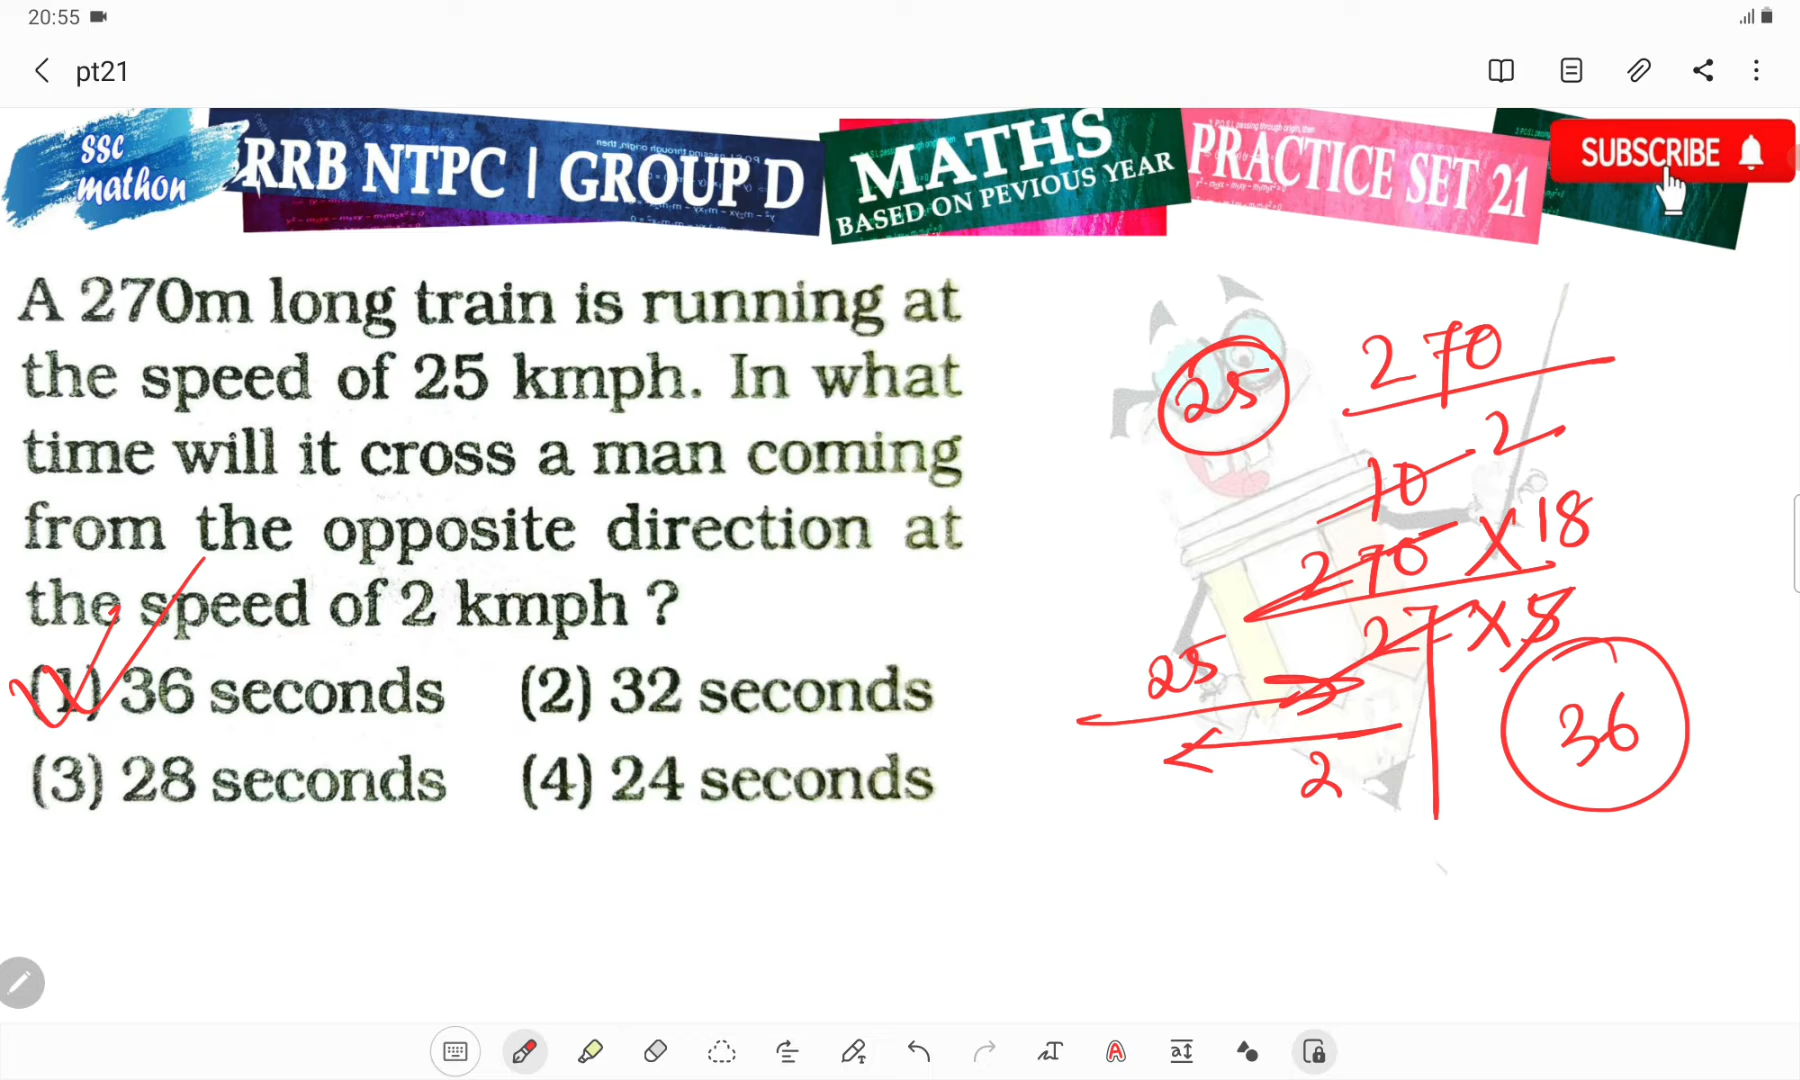 20:55
pt21
SSC
mathon
RRB NTPC | GROUP D
MATHS
BASED ON PEVIOUS YEAR
PRACTICE SET 21
SUBSCRIBE
A 270m long train is running at
the speed of 25 kmph. In what
time will it cross a man coming
from the opposite direction at
the speed of 2 kmph ?
(1) 36 seconds (2) 32 seconds
(3) 28 seconds (4) 24 seconds
25
270
2
10
270 × 18
27 × 5
25
2
36